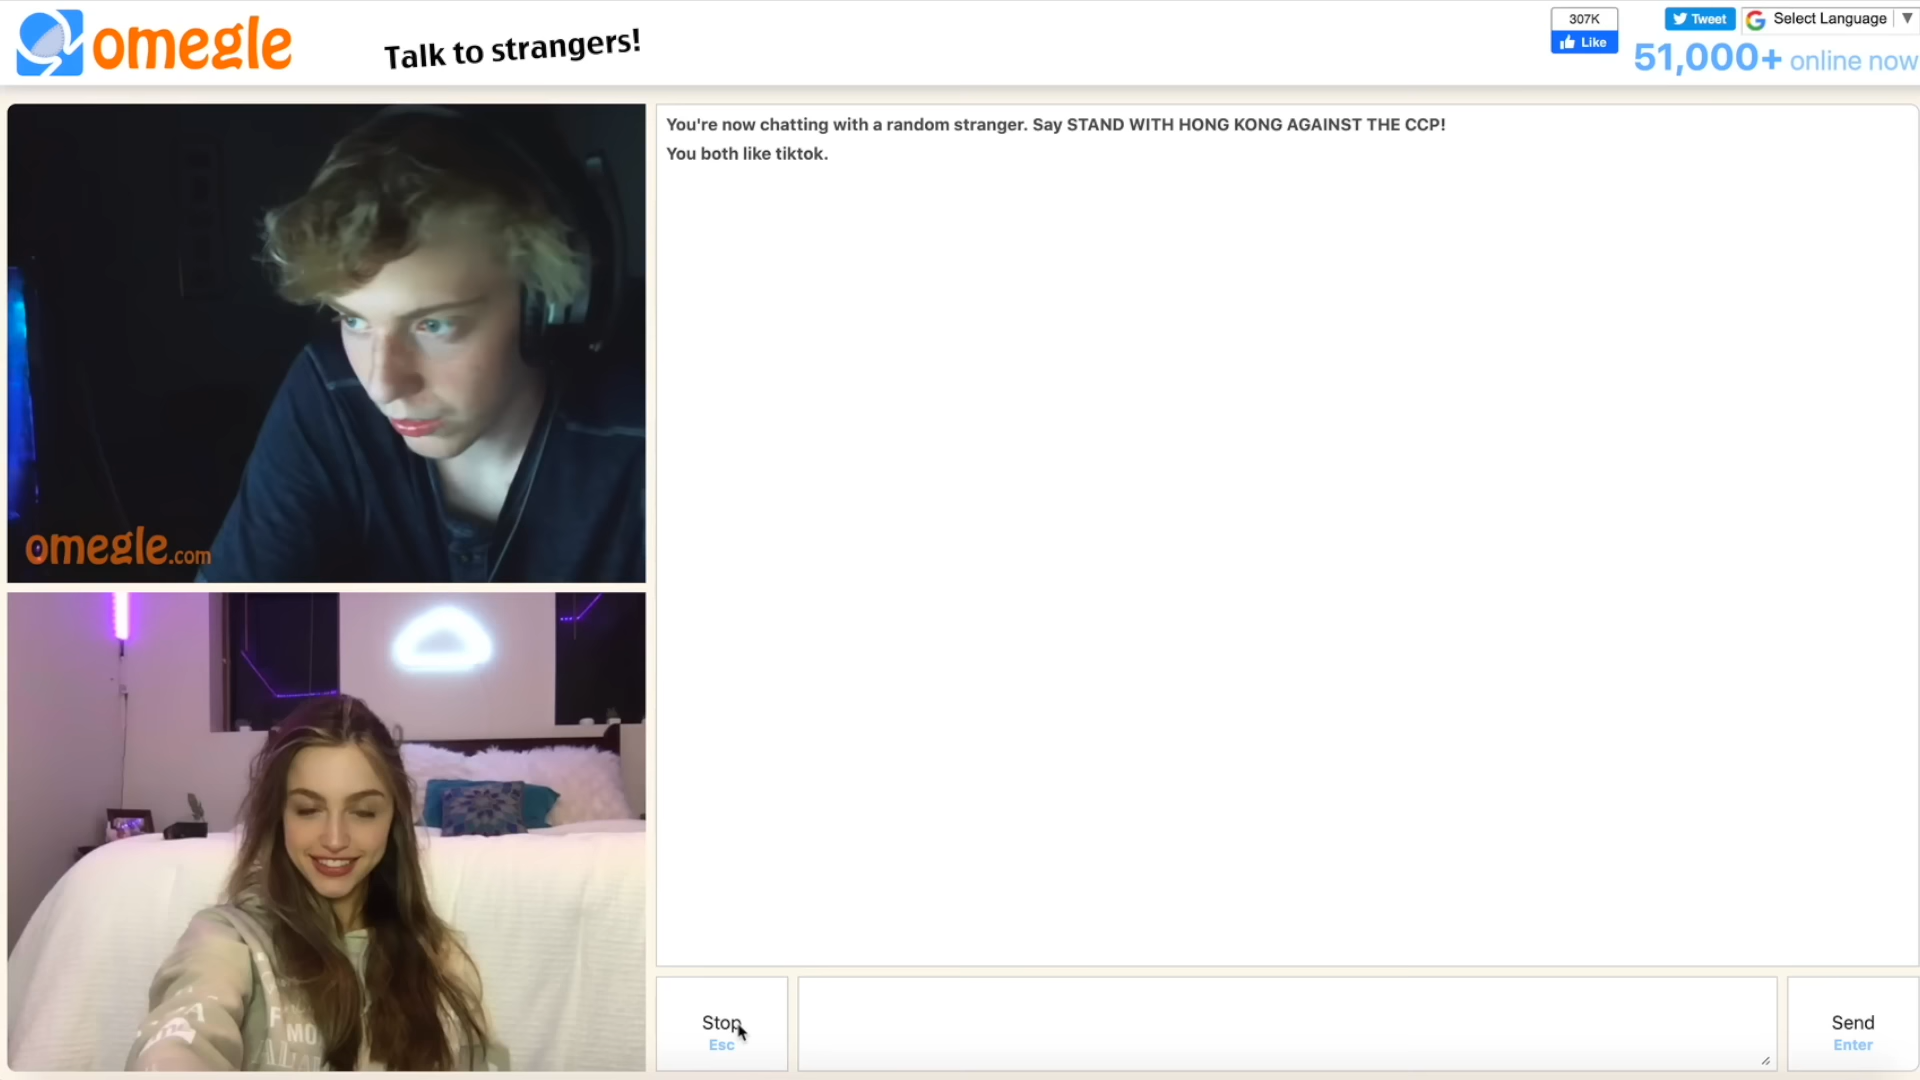 omegle
Talk to strangers!
307K
Like
Tweet
Select Language
51,000+ online now
You're now chatting with a random stranger. Say STAND WITH HONG KONG AGAINST THE CCP!
You both like tiktok.
omegle.com
Stop
Esc
Send
Enter